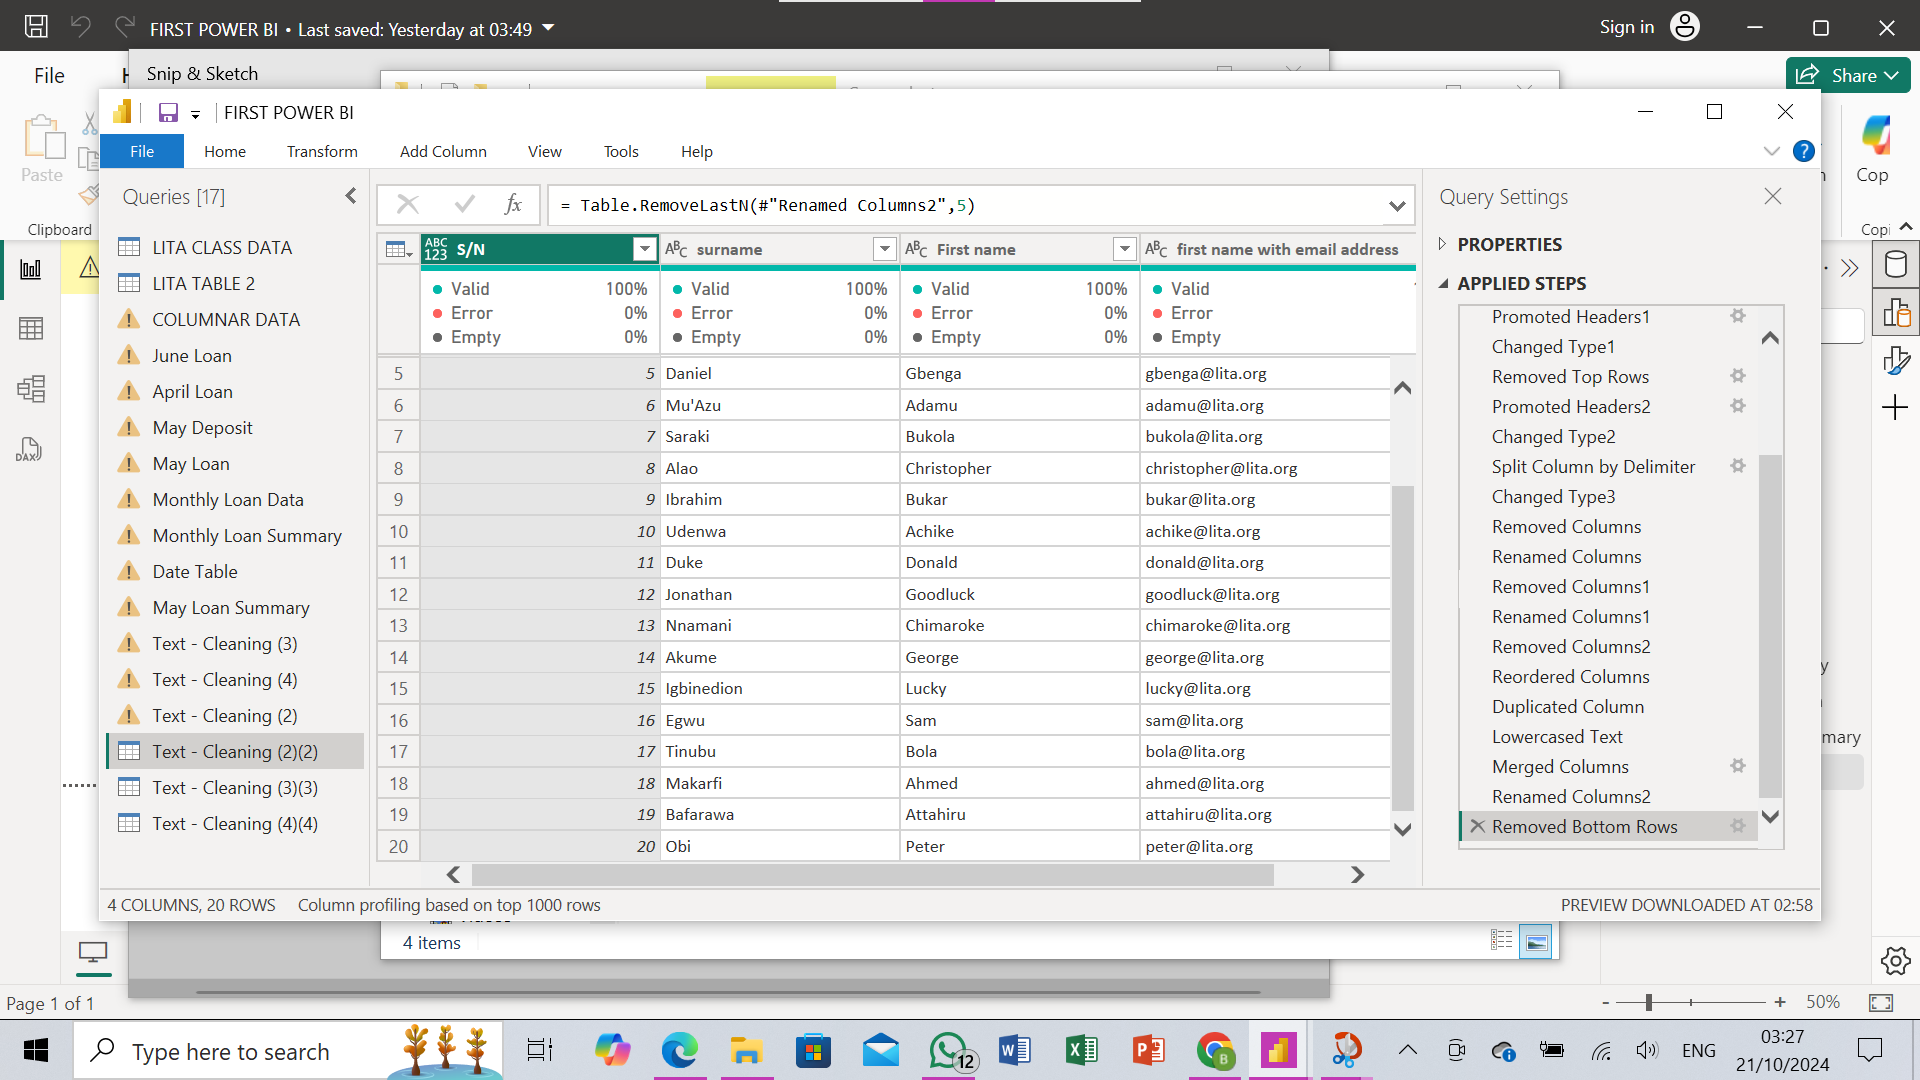 FIRST POWER BI • Last saved: Yesterday at 03:49
Sign in
File
Snip & Sketch
Share
FIRST POWER BI
File Home Transform Add Column View Tools Help
Paste
Clipboard
Cop
Copi
Queries [17]
LITA CLASS DATA
LITA TABLE 2
COLUMNAR DATA
June Loan
April Loan
May Deposit
May Loan
Monthly Loan Data
Monthly Loan Summary
Date Table
May Loan Summary
Text - Cleaning (3)
Text - Cleaning (4)
Text - Cleaning (2)
Text - Cleaning (2)(2)
Text - Cleaning (3)(3)
Text - Cleaning (4)(4)
DAX
fx = Table.RemoveLastN(#"Renamed Columns2",5)
ABC 123 S/N ABC surname ABC First name ABC first name with email address
Valid 100% Valid 100% Valid 100% Valid
Error 0% Error 0% Error 0% Error
Empty 0% Empty 0% Empty 0% Empty
5 5 Daniel Gbenga gbenga@lita.org
6 6 Mu'Azu Adamu adamu@lita.org
7 7 Saraki Bukola bukola@lita.org
8 8 Alao Christopher christopher@lita.org
9 9 Ibrahim Bukar bukar@lita.org
10 10 Udenwa Achike achike@lita.org
11 11 Duke Donald donald@lita.org
12 12 Jonathan Goodluck goodluck@lita.org
13 13 Nnamani Chimaroke chimaroke@lita.org
14 14 Akume George george@lita.org
15 15 Igbinedion Lucky lucky@lita.org
16 16 Egwu Sam sam@lita.org
17 17 Tinubu Bola bola@lita.org
18 18 Makarfi Ahmed ahmed@lita.org
19 19 Bafarawa Attahiru attahiru@lita.org
20 20 Obi Peter peter@lita.org
Query Settings
PROPERTIES
APPLIED STEPS
Promoted Headers1
Changed Type1
Removed Top Rows
Promoted Headers2
Changed Type2
Split Column by Delimiter
Changed Type3
Removed Columns
Renamed Columns
Removed Columns1
Renamed Columns1
Removed Columns2
Reordered Columns
Duplicated Column
Lowercased Text
Merged Columns
Renamed Columns2
Removed Bottom Rows
mary
4 COLUMNS, 20 ROWS Column profiling based on top 1000 rows
PREVIEW DOWNLOADED AT 02:58
4 items
Page 1 of 1
50%
Type here to search
12
ENG
03:27
21/10/2024